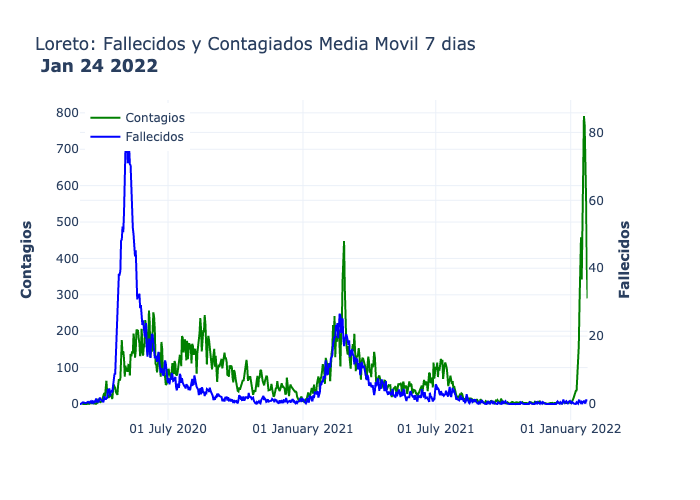 Loreto: Fallecidos y Contagiados Media Movil 7 dias
Jan 24 2022
Contagios
Fallecidos
800
700
600
500
400
300
200
100
0
80
60
40
20
0
Contagios
Fallecidos
01 July 2020
01 January 2021
01 July 2021
01 January 2022